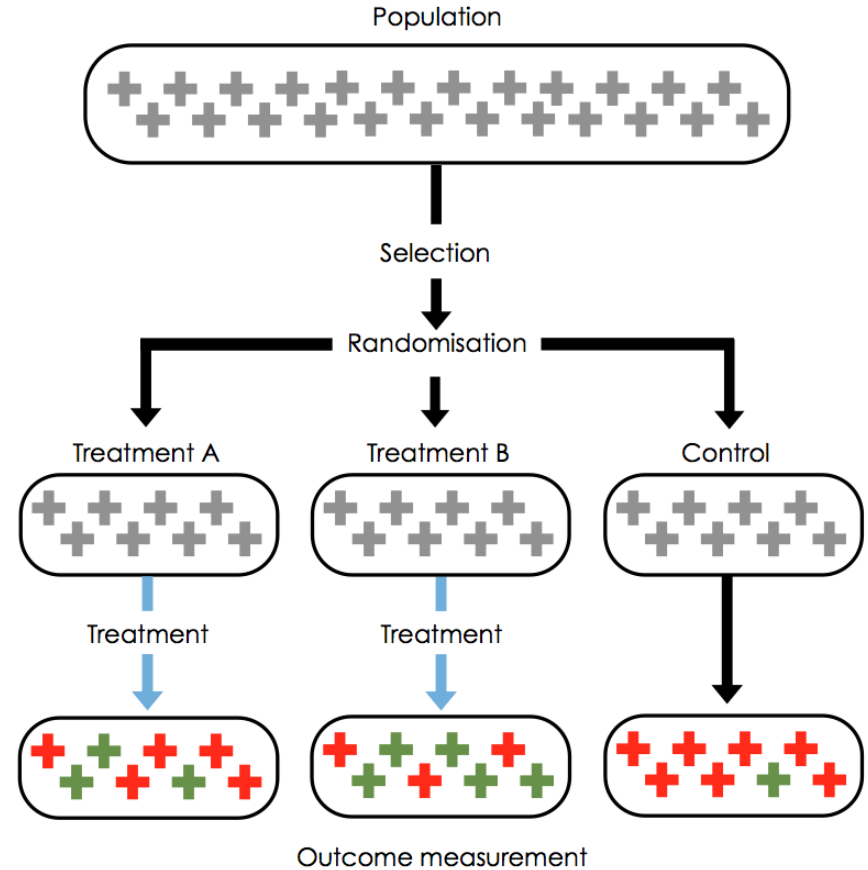 Population
Selection
Randomisation
Treatment A
Treatment B
Control
Treatment
Treatment
Outcome measurement